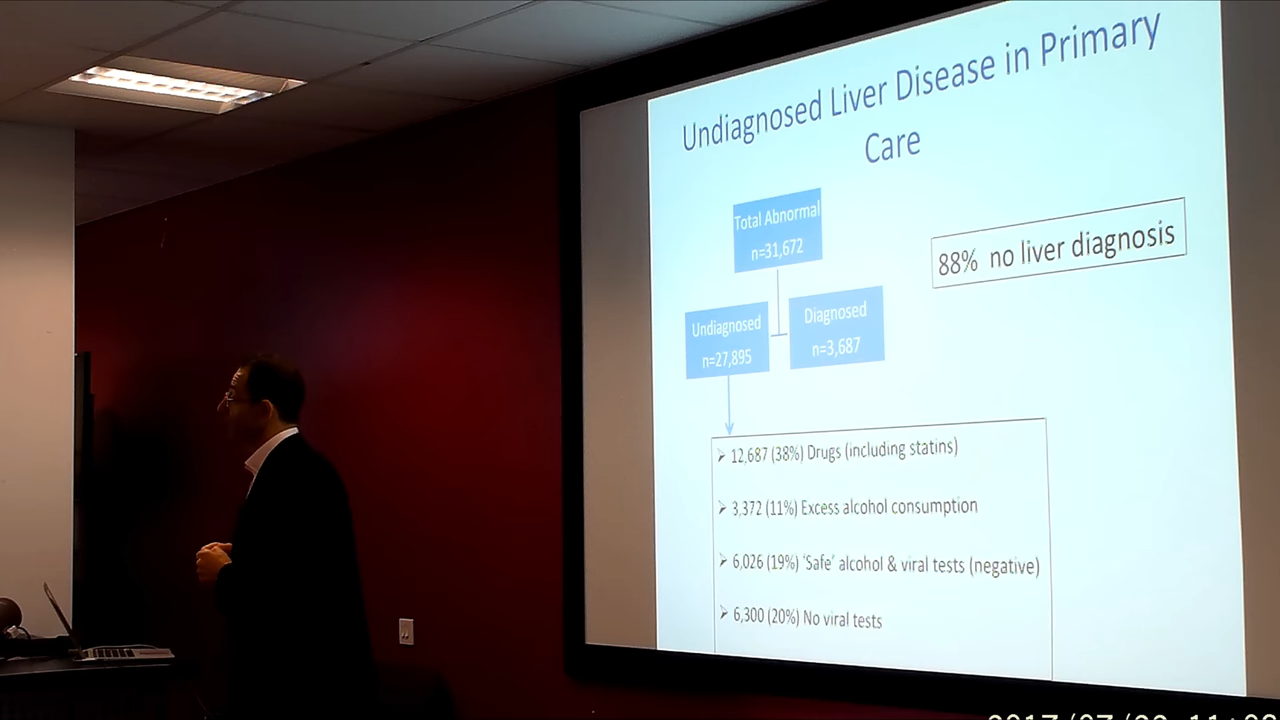 Undiagnosed Liver Disease in Primary
Care
Total Abnormal
n=31,672
88% no liver diagnosis
Undiagnosed
n=27,895
Diagnosed
n=3,687
➢ 12,687 (38%) Drugs (including statins)
➢ 3,372 (11%) Excess alcohol consumption
➢ 6,026 (19%) 'Safe' alcohol & viral tests (negative)
➢ 6,300 (20%) No viral tests